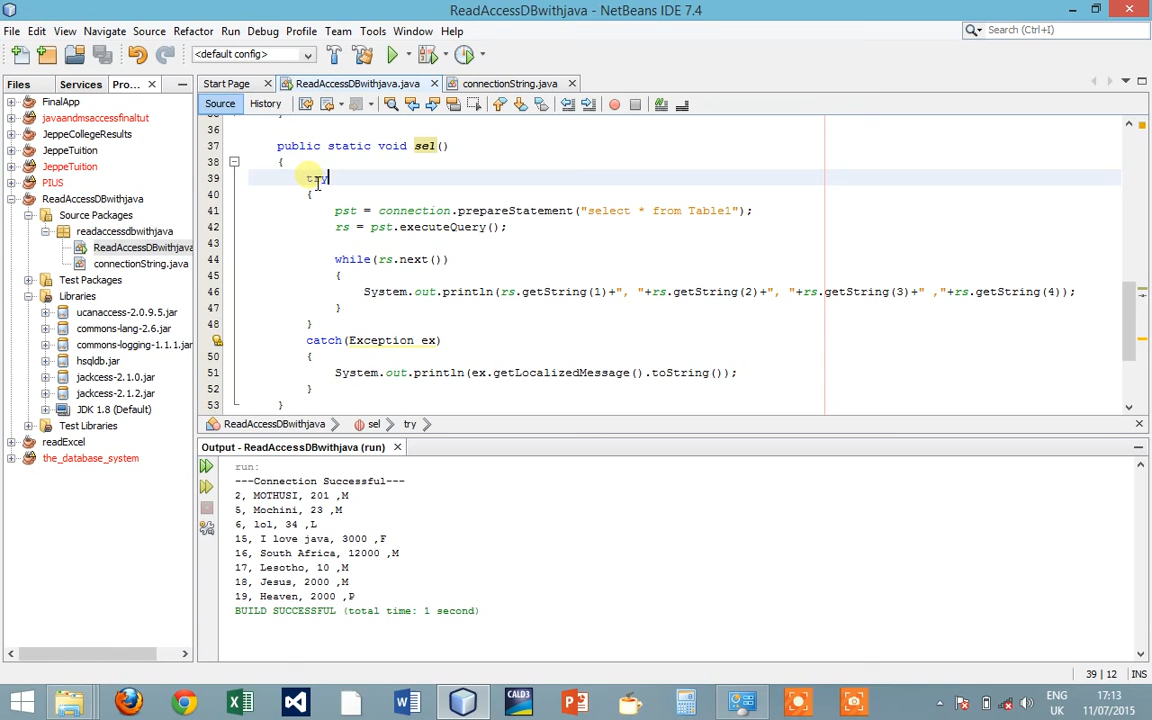 ReadAccessDBwithjava - NetBeans IDE 7.4
File Edit View Navigate Source Refactor Run Debug Profile Team Tools Window Help
Search (Ctrl+I)
<default config>
Files Services Pro... Start Page ReadAccessDBwithjava.java connectionString.java
Source History
FinalApp
javaandmsaccessfinaltut
JeppeCollegeResults
JeppeTuition
JeppeTuition
PIUS
ReadAccessDBwithjava
Source Packages
readaccessdbwithjava
ReadAccessDBwithjava
connectionString.java
Test Packages
Libraries
ucanaccess-2.0.9.5.jar
commons-lang-2.6.jar
commons-logging-1.1.1.jar
hsqldb.jar
jackcess-2.1.0.jar
jackcess-2.1.2.jar
JDK 1.8 (Default)
Test Libraries
readExcel
the_database_system
36
37 public static void sel()
38 {
39 try
40 {
41 pst = connection.prepareStatement("select * from Table1");
42 rs = pst.executeQuery();
43
44 while(rs.next())
45 {
46 System.out.println(rs.getString(1)+", "+rs.getString(2)+", "+rs.getString(3)+" ,"+rs.getString(4));
47 }
48 }
catch(Exception ex)
50 {
51 System.out.println(ex.getLocalizedMessage().toString());
52 }
53 }
ReadAccessDBwithjava sel try
Output - ReadAccessDBwithjava (run)
run:
---Connection Successful---
2, MOTHUSI, 201 ,M
5, Mochini, 23 ,M
6, lol, 34 ,L
15, I love java, 3000 ,F
16, South Africa, 12000 ,M
17, Lesotho, 10 ,M
18, Jesus, 2000 ,M
19, Heaven, 2000 ,P
BUILD SUCCESSFUL (total time: 1 second)
39 | 12 INS
CALD3
ENG
UK
17:13
11/07/2015